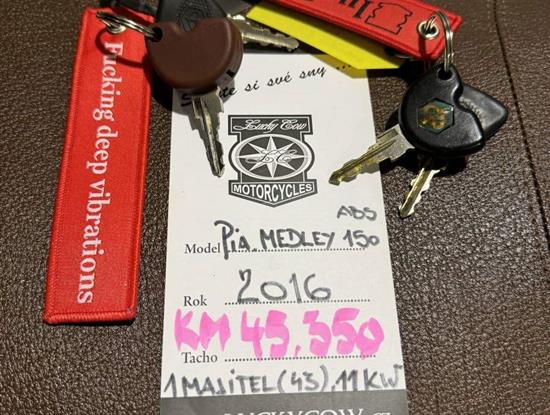 Fucking deep vibrations
si své sny ...
Lucky Cow
LC
MOTORCYCLES
ABS
Model Pia. MEDLEY 150
Rok 2016
KM 45,350
Tacho
1 MAJITEL (43), 11 KW